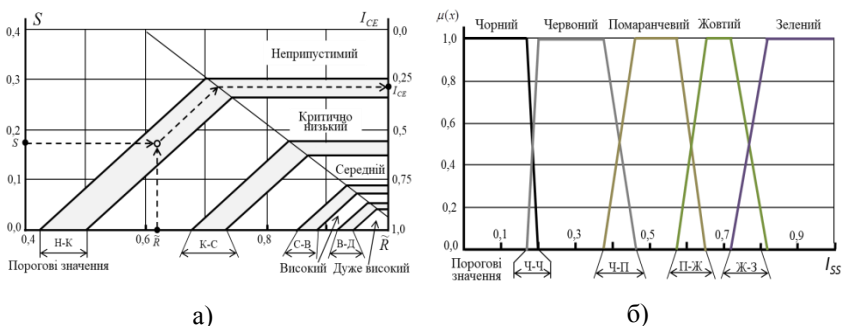 S
I_CE
0,4
0,0
Неприпустимий
0,3
0,25
I_CE
Критично
низький
0,2
0,5
S
Середній
0,1
0,75
0,0
1,0
0,4
Н-К
0,6
R̃
К-С
0,8
С-В
В-Д
R̃
Порогові значення
Високий
Дуже високий
а)
μ(x)
Чорний
Червоний
Помаранчевий
Жовтий
Зелений
1,0
0,8
0,6
0,4
0,2
0,0
0,1
0,3
0,5
0,7
0,9
Порогові
значення
Ч-Ч
Ч-П
П-Ж
Ж-З
I_SS
б)